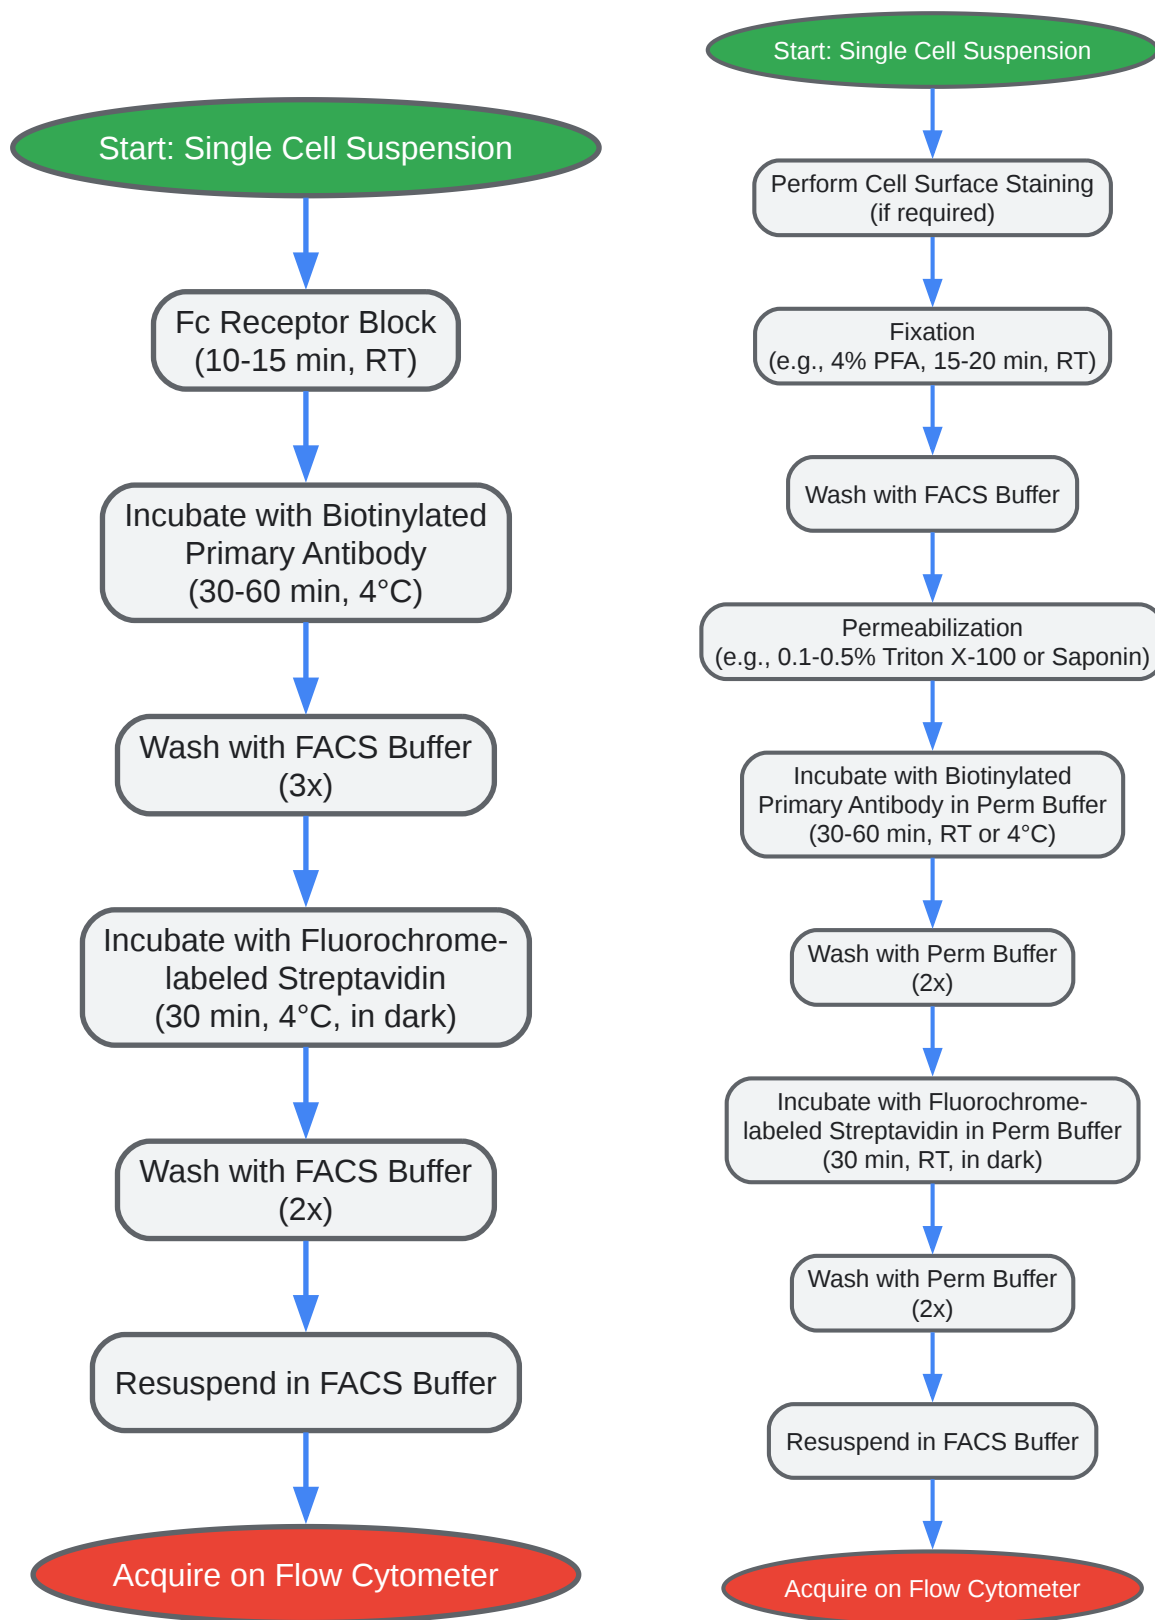 Start: Single Cell Suspension
Fc Receptor Block
(10-15 min, RT)
Incubate with Biotinylated
Primary Antibody
(30-60 min, 4°C)
Wash with FACS Buffer
(3x)
Incubate with Fluorochrome-
labeled Streptavidin
(30 min, 4°C, in dark)
Wash with FACS Buffer
(2x)
Resuspend in FACS Buffer
Acquire on Flow Cytometer
Start: Single Cell Suspension
Perform Cell Surface Staining
(if required)
Fixation
(e.g., 4% PFA, 15-20 min, RT)
Wash with FACS Buffer
Permeabilization
(e.g., 0.1-0.5% Triton X-100 or Saponin)
Incubate with Biotinylated
Primary Antibody in Perm Buffer
(30-60 min, RT or 4°C)
Wash with Perm Buffer
(2x)
Incubate with Fluorochrome-
labeled Streptavidin in Perm Buffer
(30 min, RT, in dark)
Wash with Perm Buffer
(2x)
Resuspend in FACS Buffer
Acquire on Flow Cytometer